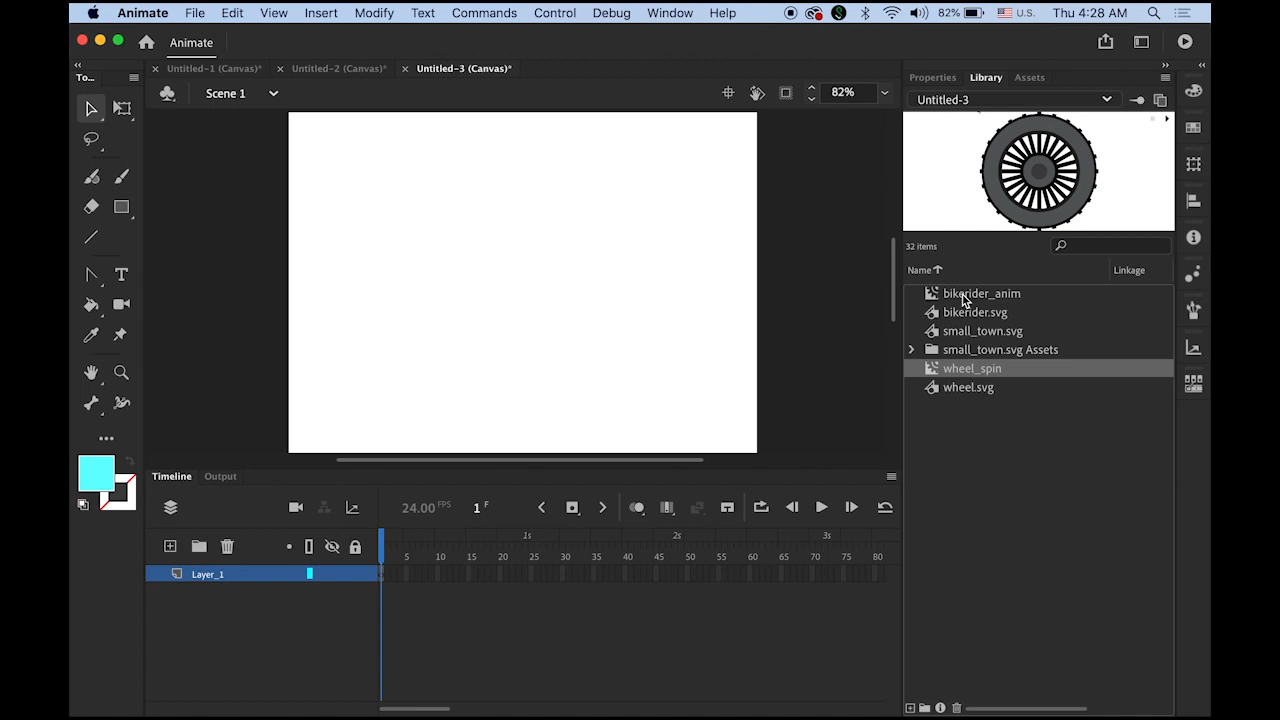 Animate File Edit View Insert Modify Text Commands Control Debug Window Help 82% U.S. Thu 4:28 AM
Animate
To... Untitled-1 (Canvas)* Untitled-2 (Canvas)* Untitled-3 (Canvas)* Properties Library Assets
Scene 1 82% Untitled-3
32 items
Name Linkage
bikerider_anim
bikerider.svg
small_town.svg
small_town.svg Assets
wheel_spin
wheel.svg
Timeline Output
24.00 FPS 1 F
1s 2s 3s
5 10 15 20 25 30 35 40 45 50 55 60 65 70 75 80
Layer_1